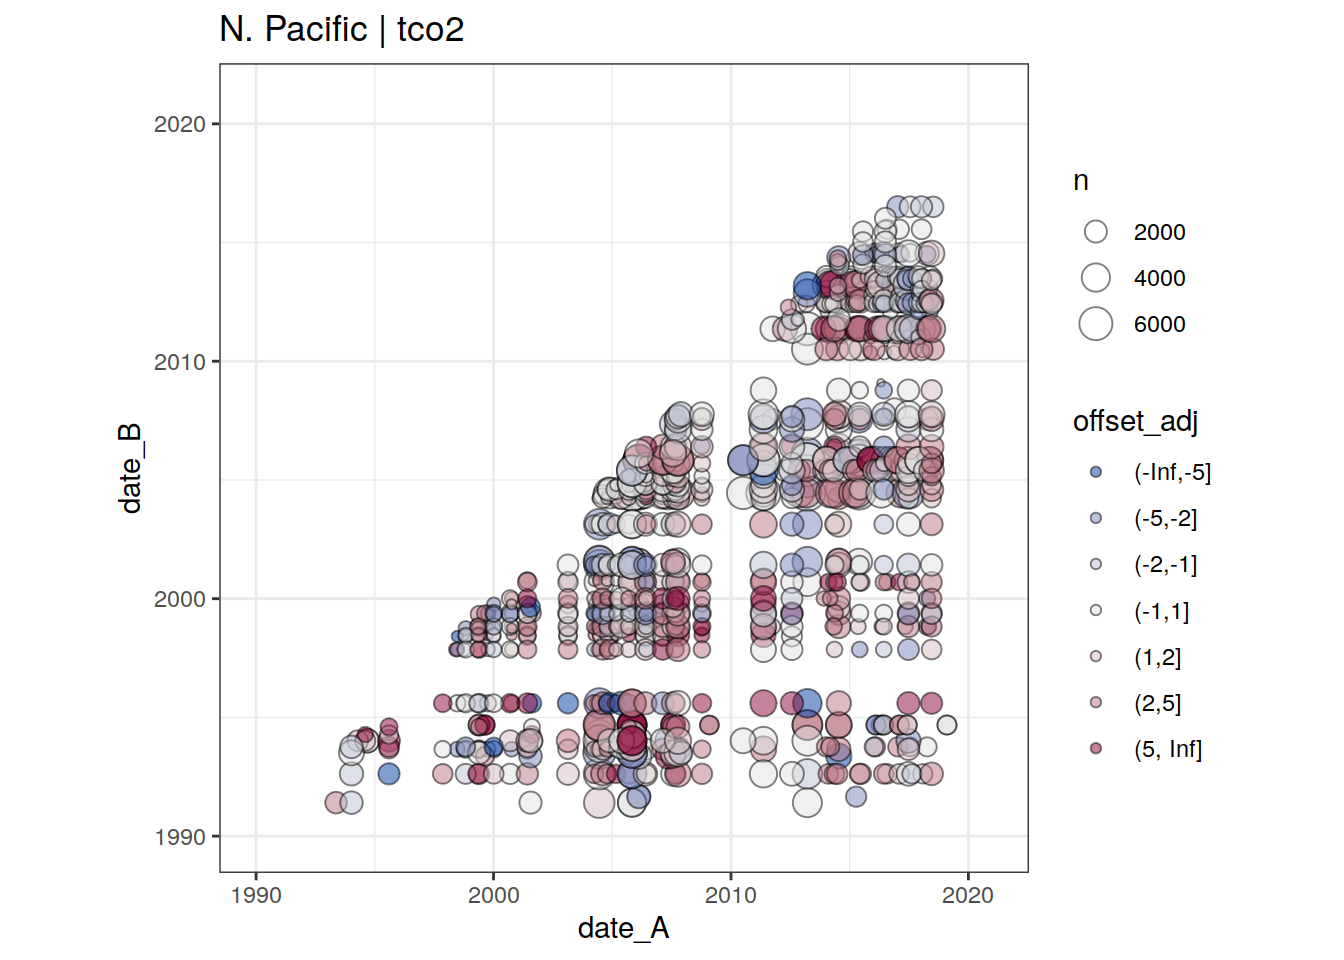 N. Pacific | tco2
2020
2010
2000
1990
date_B
1990
2000
2010
2020
date_A
n
2000
4000
6000
offset_adj
(-Inf,-5]
(-5,-2]
(-2,-1]
(-1,1]
(1,2]
(2,5]
(5, Inf]